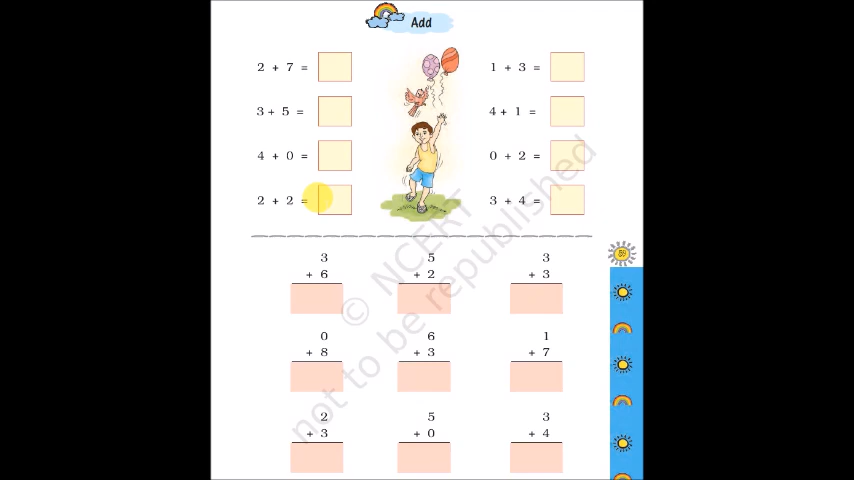 Add
2 + 7 =
1 + 3 =
3 + 5 =
4 + 1 =
4 + 0 =
0 + 2 =
2 + 2 =
3 + 4 =
3
+ 6
5
+ 2
3
+ 3
0
+ 8
6
+ 3
1
+ 7
2
+ 3
5
+ 0
3
+ 4
59
© NCERT
not to be republished